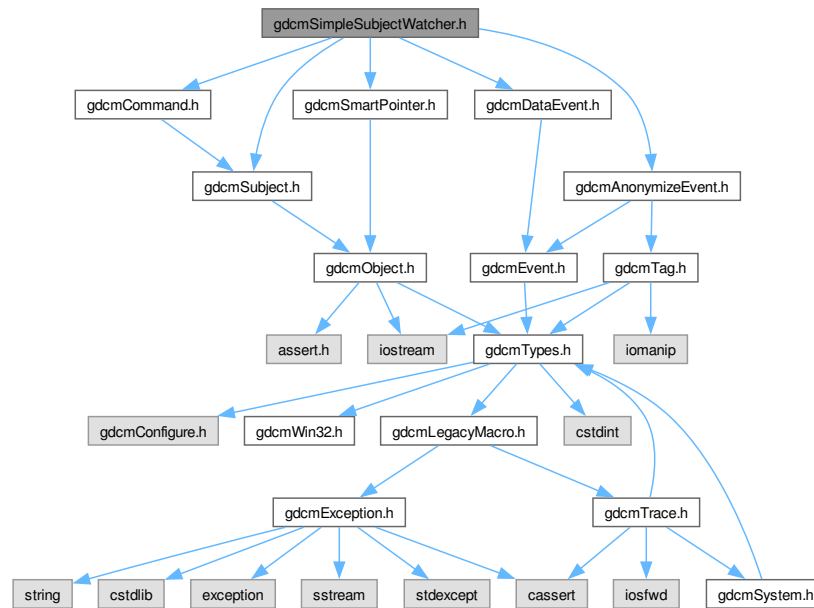 gdcmSimpleSubjectWatcher.h
gdcmCommand.h
gdcmSmartPointer.h
gdcmDataEvent.h
gdcmSubject.h
gdcmAnonymizeEvent.h
gdcmObject.h
gdcmEvent.h
gdcmTag.h
assert.h
iostream
gdcmTypes.h
iomanip
gdcmConfigure.h
gdcmWin32.h
gdcmLegacyMacro.h
cstdint
gdcmException.h
gdcmTrace.h
string
cstdlib
exception
sstream
stdexcept
cassert
iosfwd
gdcmSystem.h